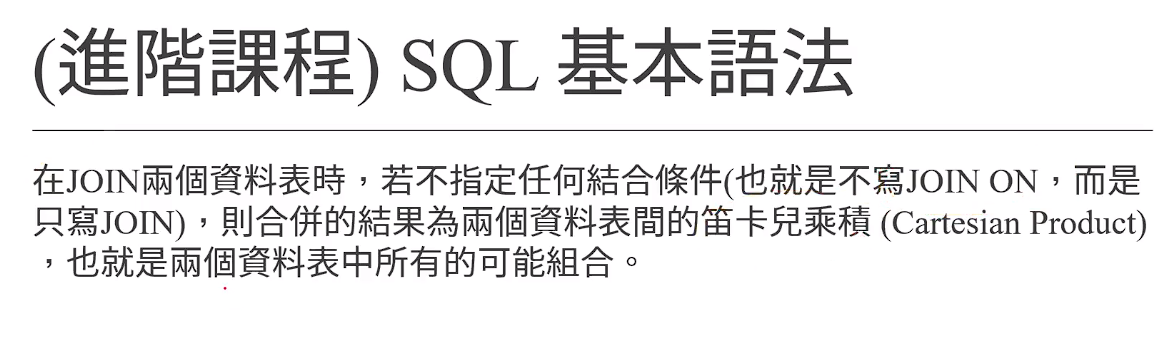 (進階課程) SQL 基本語法
在JOIN兩個資料表時，若不指定任何結合條件(也就是不寫JOIN ON，而是
只寫JOIN)，則合併的結果為兩個資料表間的笛卡兒乘積 (Cartesian Product)
，也就是兩個資料表中所有的可能組合。